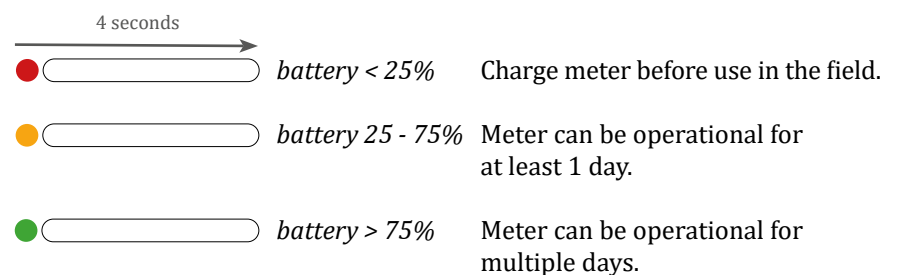 4 seconds
battery < 25% Charge meter before use in the field.
battery 25 - 75% Meter can be operational for
at least 1 day.
battery > 75% Meter can be operational for
multiple days.